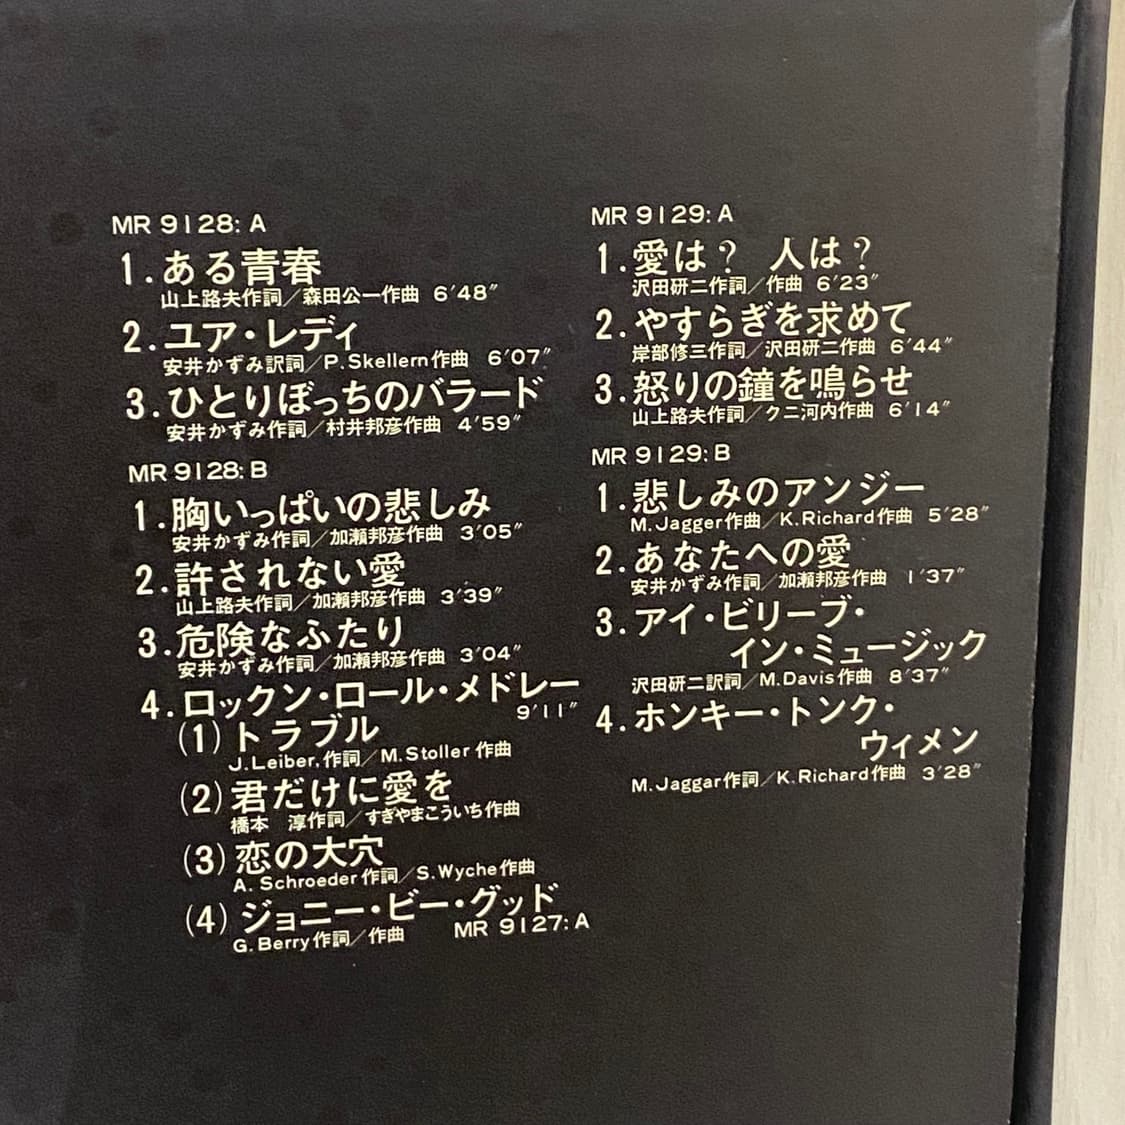 MR 9128: A
1. ある青春
山上路夫作詞／森田公一作曲 6′48″
2. ユア・レディ
安井かずみ訳詞／P.Skellern作曲 6′07″
3. ひとりぼっちのバラード
安井かずみ作詞／村井邦彦作曲 4′59″
MR 9128: B
1. 胸いっぱいの悲しみ
安井かずみ作詞／加瀬邦彦作曲 3′05″
2. 許されない愛
山上路夫作詞／加瀬邦彦作曲 3′39″
3. 危険なふたり
安井かずみ作詞／加瀬邦彦作曲 3′04″
4. ロックン・ロール・メドレー
9′11″
(1) トラブル
J.Leiber.作詞／M.Stoller 作曲
(2) 君だけに愛を
橋本 淳作詞／すぎやまこういち作曲
(3) 恋の大穴
A. Schroeder作詞／S.Wyche作曲
(4) ジョニー・ビー・グッド
G.Berry作詞／作曲 MR 9127: A
MR 9129: A
1. 愛は？ 人は？
沢田研二作詞／作曲 6′23″
2. やすらぎを求めて
岸部修三作詞／沢田研二作曲 6′44″
3. 怒りの鐘を鳴らせ
山上路夫作詞／クニ河内作曲 6′14″
MR 9129: B
1. 悲しみのアンジー
M.Jagger作曲／K.Richard作曲 5′28″
2. あなたへの愛
安井かずみ作詞／加瀬邦彦作曲 1′37″
3. アイ・ビリーブ・
イン・ミュージック
沢田研二訳詞／M.Davis作曲 8′37″
4. ホンキー・トンク・
ウィメン
M.Jaggar作詞／K.Richard作曲 3′28″